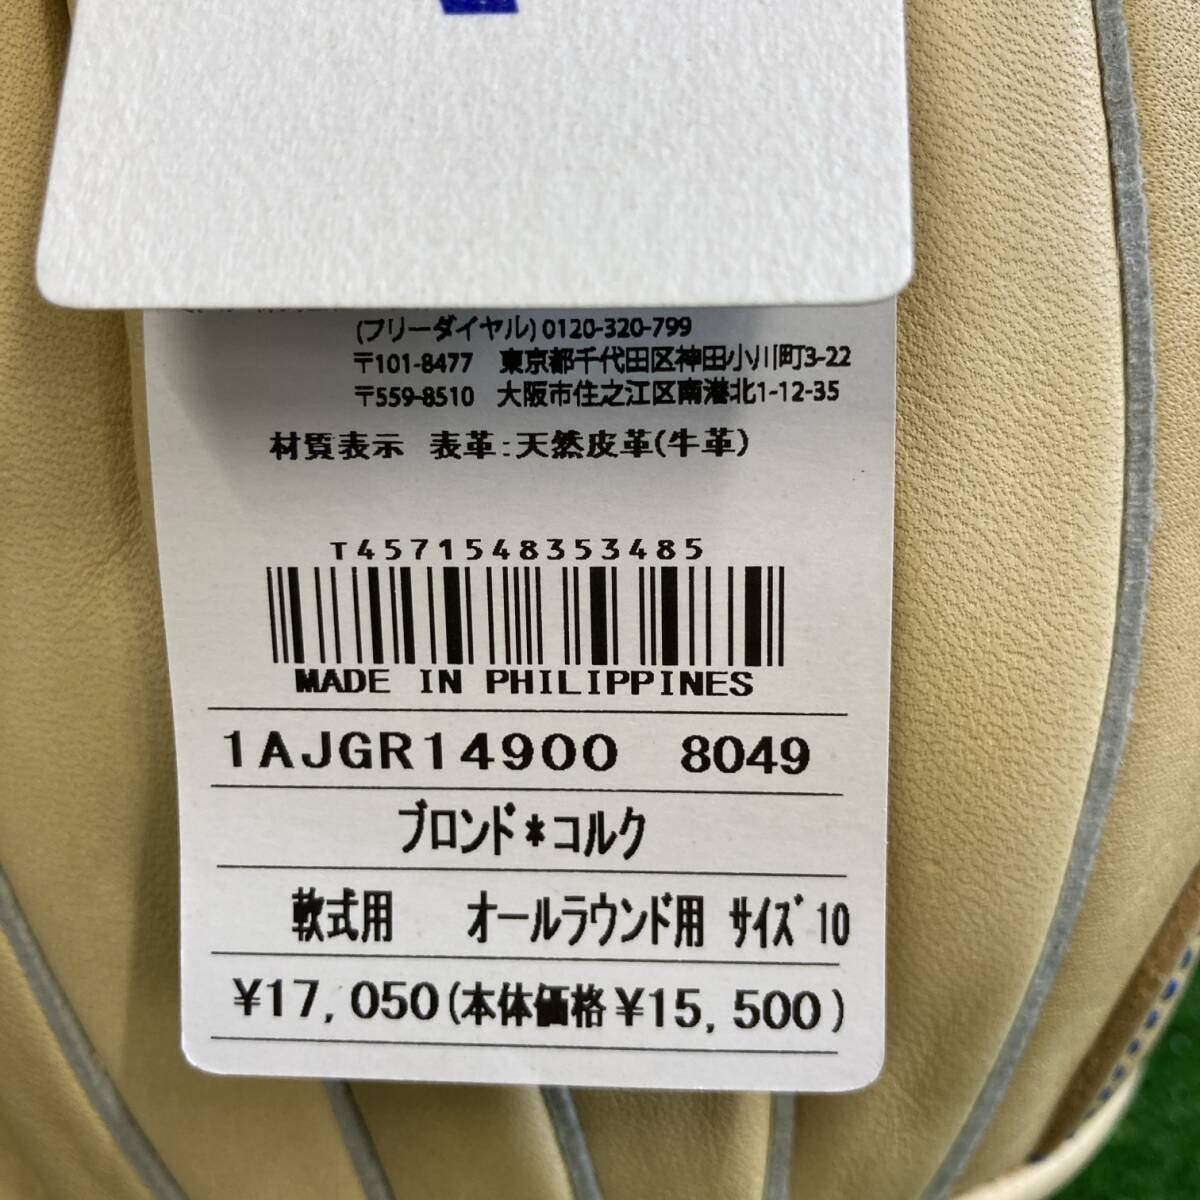 (フリーダイヤル) 0120-320-799
〒101-8477 東京都千代田区神田小川町3-22
〒559-8510 大阪市住之江区南港北1-12-35
材質表示 表革:天然皮革(牛革)
T4571548353485
MADE IN PHILIPPINES
1AJGR14900 8049
ブロンド*コルク
軟式用 オールラウンド用 サイズ10
¥17,050(本体価格¥15,500)